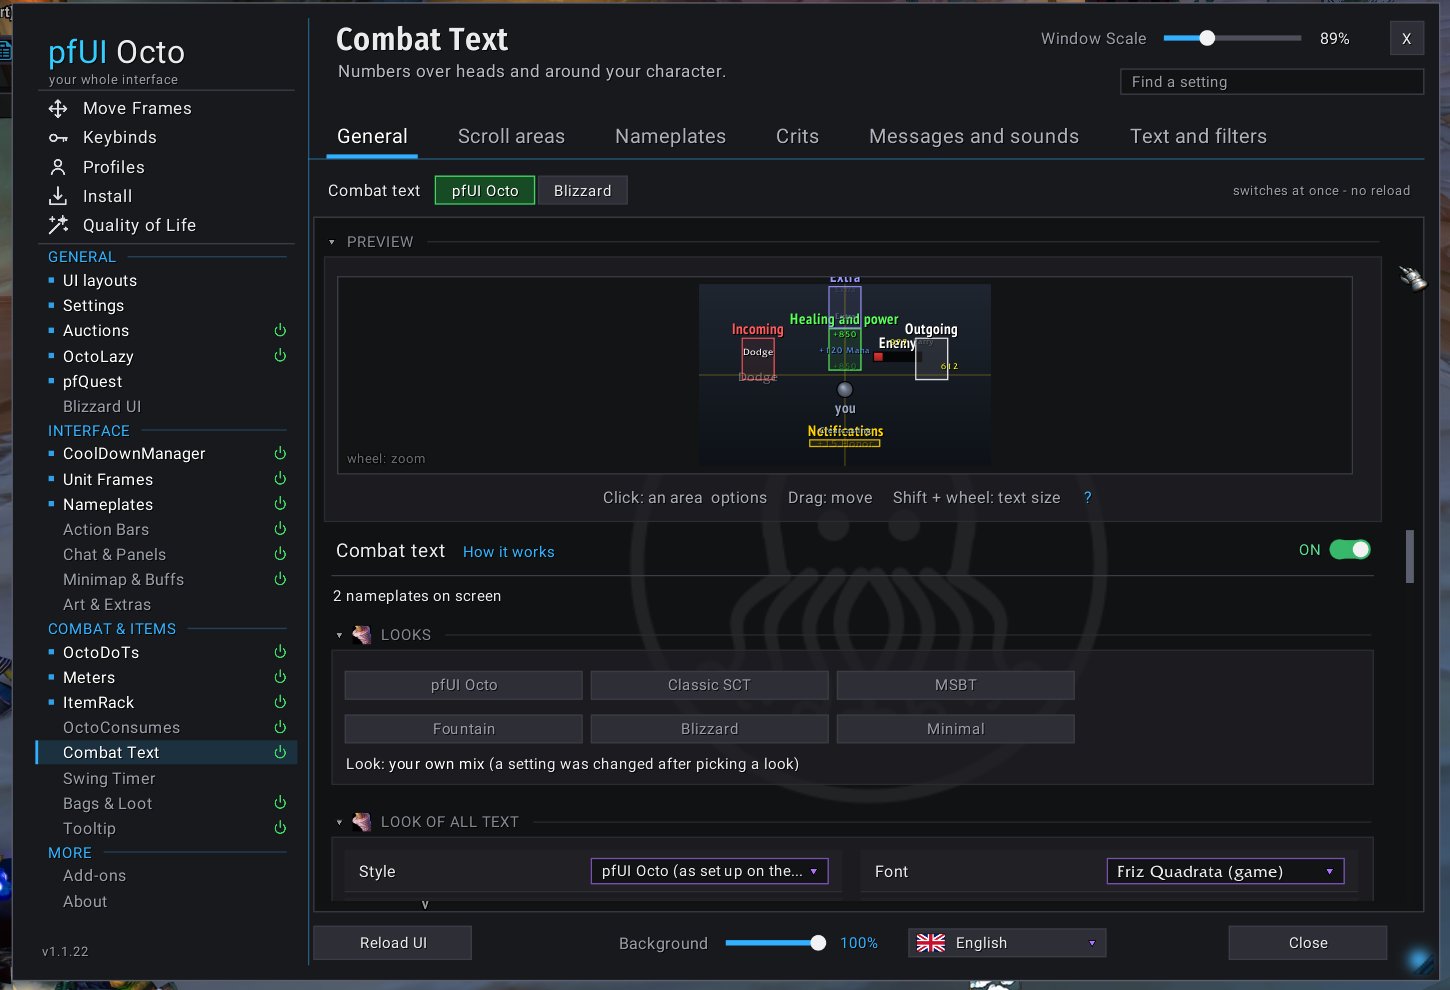 pfUI Octo
your whole interface
Move Frames
Keybinds
Profiles
Install
Quality of Life
GENERAL
UI layouts
Settings
Auctions
OctoLazy
pfQuest
Blizzard UI
INTERFACE
CoolDownManager
Unit Frames
Nameplates
Action Bars
Chat & Panels
Minimap & Buffs
Art & Extras
COMBAT & ITEMS
OctoDoTs
Meters
ItemRack
OctoConsumes
Combat Text
Swing Timer
Bags & Loot
Tooltip
MORE
Add-ons
About
v1.1.22
Combat Text
Numbers over heads and around your character.
Window Scale 89% X
Find a setting
General Scroll areas Nameplates Crits Messages and sounds Text and filters
Combat text pfUI Octo Blizzard switches at once - no reload
PREVIEW
Extra
Healing and power
Incoming Outgoing
+850
Enemy
Dodge +120 Mana
612
Dodge
you
Notifications
wheel: zoom
Click: an area options Drag: move Shift + wheel: text size ?
Combat text How it works ON
2 nameplates on screen
LOOKS
pfUI Octo Classic SCT MSBT
Fountain Blizzard Minimal
Look: your own mix (a setting was changed after picking a look)
LOOK OF ALL TEXT
Style pfUI Octo (as set up on the... Font Friz Quadrata (game)
Reload UI Background 100% English Close